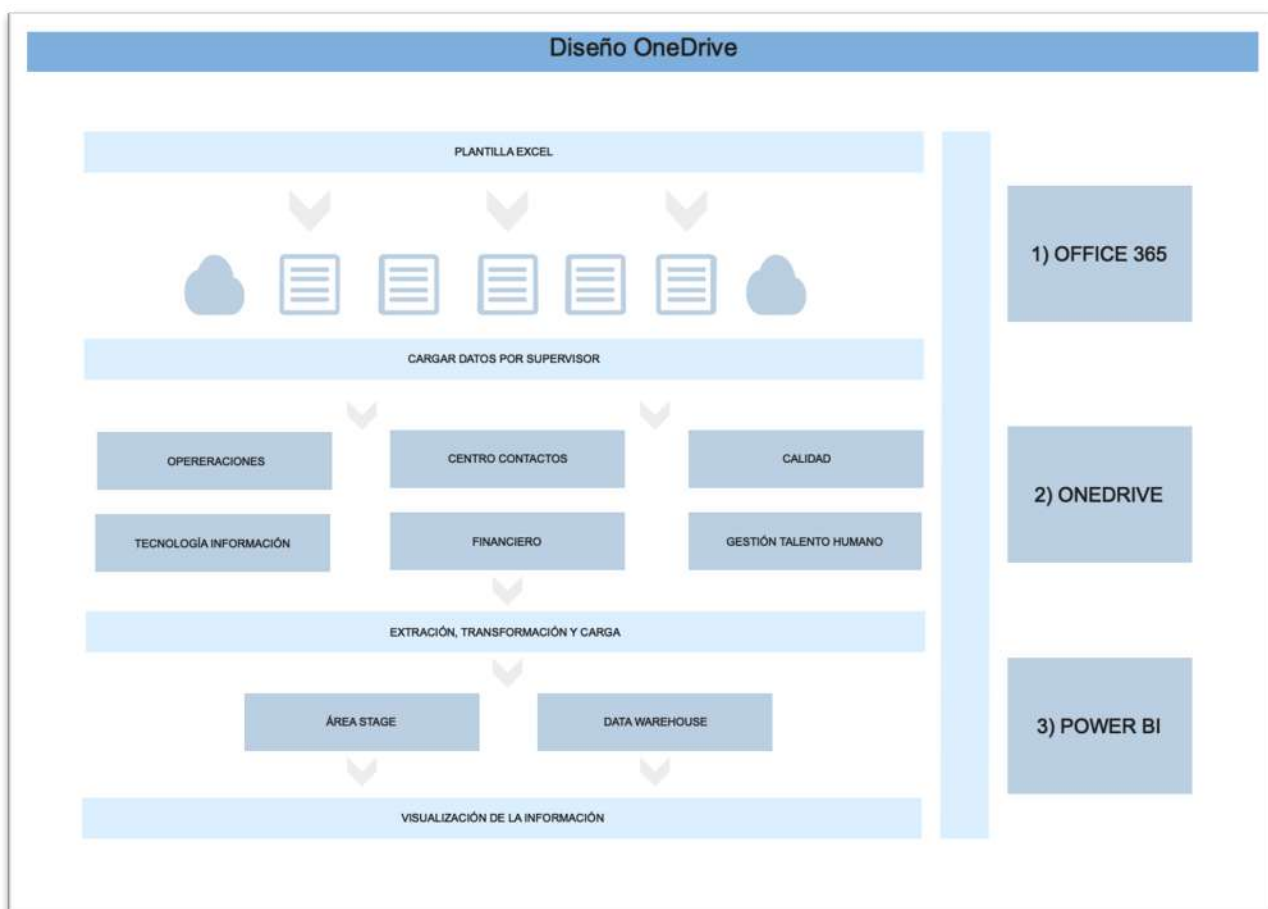 Diseño OneDrive
PLANTILLA EXCEL
CARGAR DATOS POR SUPERVISOR
OPERERACIONES
CENTRO CONTACTOS
CALIDAD
TECNOLOGÍA INFORMACIÓN
FINANCIERO
GESTIÓN TALENTO HUMANO
EXTRACIÓN, TRANSFORMACIÓN Y CARGA
ÁREA STAGE
DATA WAREHOUSE
VISUALIZACIÓN DE LA INFORMACIÓN
1) OFFICE 365
2) ONEDRIVE
3) POWER BI